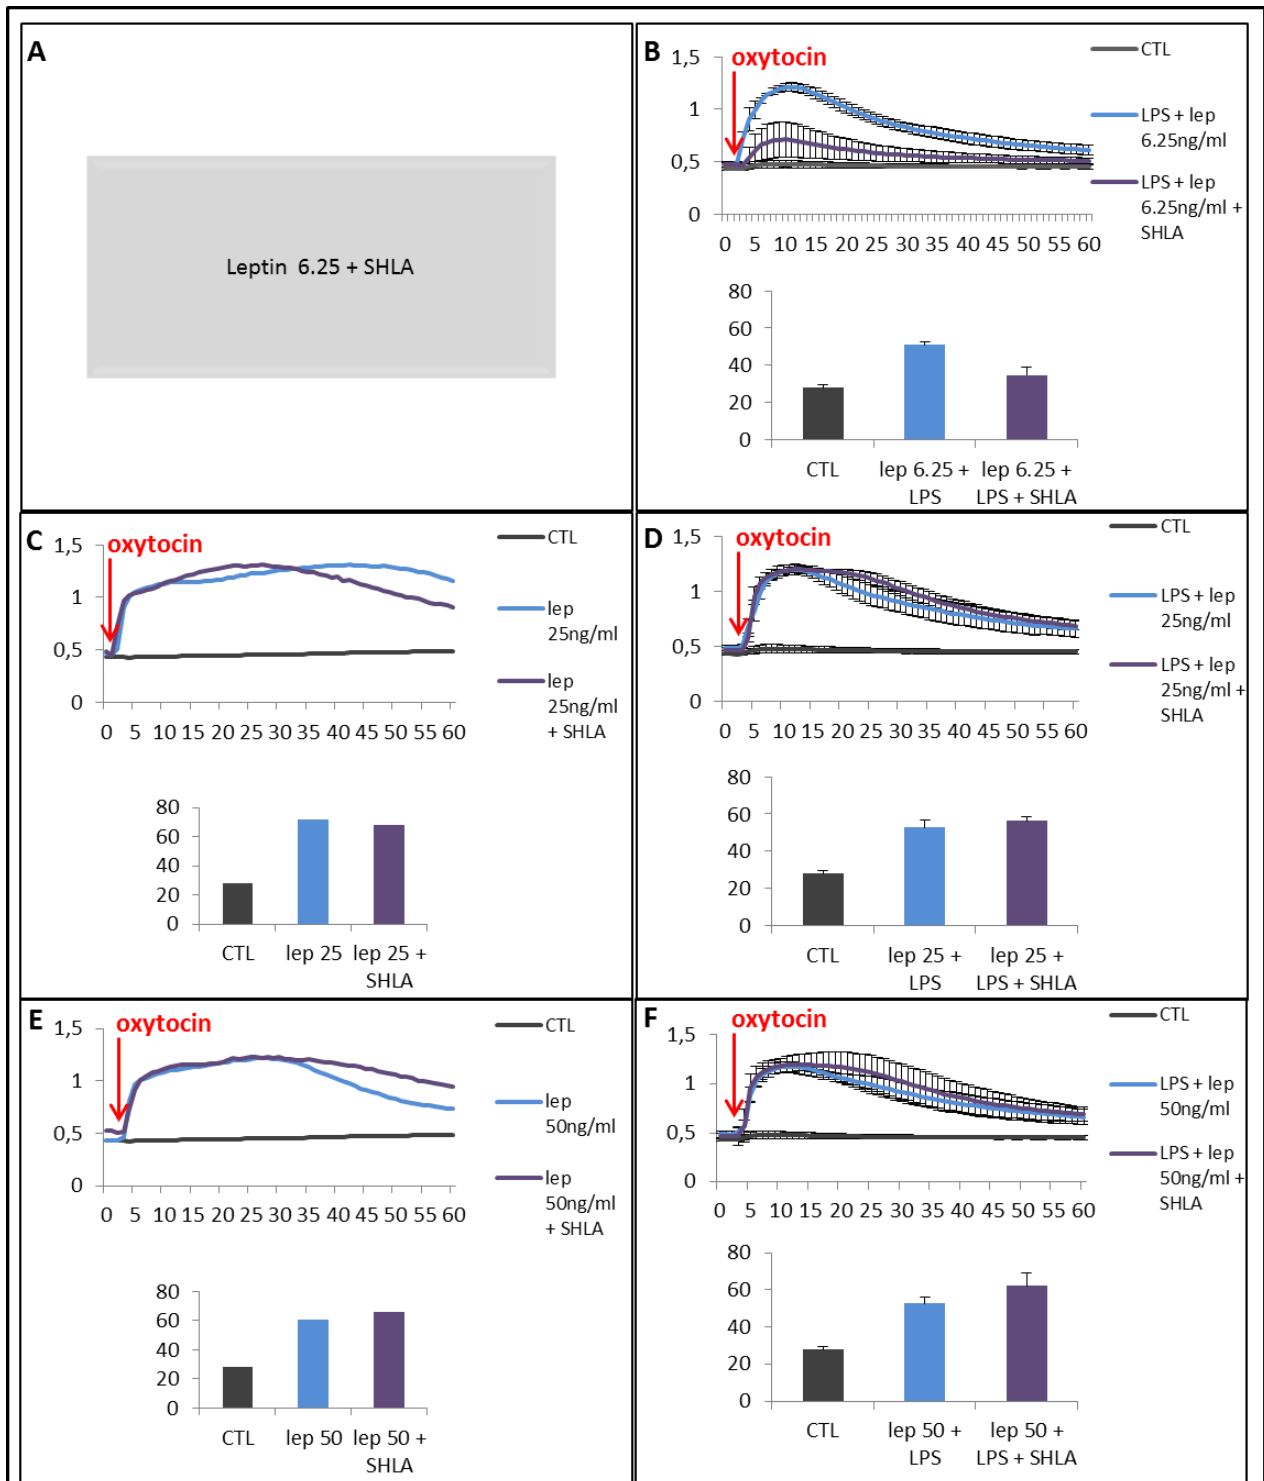 A
Leptin 6.25 + SHLA
B
oxytocin
1,5
1
0,5
0
0 5 10 15 20 25 30 35 40 45 50 55 60
CTL
LPS + lep
6.25ng/ml
LPS + lep
6.25ng/ml +
SHLA
80
60
40
20
0
CTL
lep 6.25 +
LPS
lep 6.25 +
LPS + SHLA
C
oxytocin
1,5
1
0,5
0
0 5 10 15 20 25 30 35 40 45 50 55 60
CTL
lep
25ng/ml
lep
25ng/ml
+ SHLA
80
60
40
20
0
CTL
lep 25
lep 25 +
SHLA
D
oxytocin
1,5
1
0,5
0
0 5 10 15 20 25 30 35 40 45 50 55 60
CTL
LPS + lep
25ng/ml
LPS + lep
25ng/ml +
SHLA
80
60
40
20
0
CTL
lep 25 +
LPS
lep 25 +
LPS + SHLA
E
oxytocin
1,5
1
0,5
0
0 5 10 15 20 25 30 35 40 45 50 55 60
CTL
lep
50ng/ml
lep
50ng/ml
+ SHLA
80
60
40
20
0
CTL
lep 50
lep 50 +
SHLA
F
oxytocin
1,5
1
0,5
0
0 5 10 15 20 25 30 35 40 45 50 55 60
CTL
LPS + lep
50ng/ml
LPS + lep
50ng/ml +
SHLA
80
60
40
20
0
CTL
lep 50 +
LPS
lep 50 +
LPS + SHLA